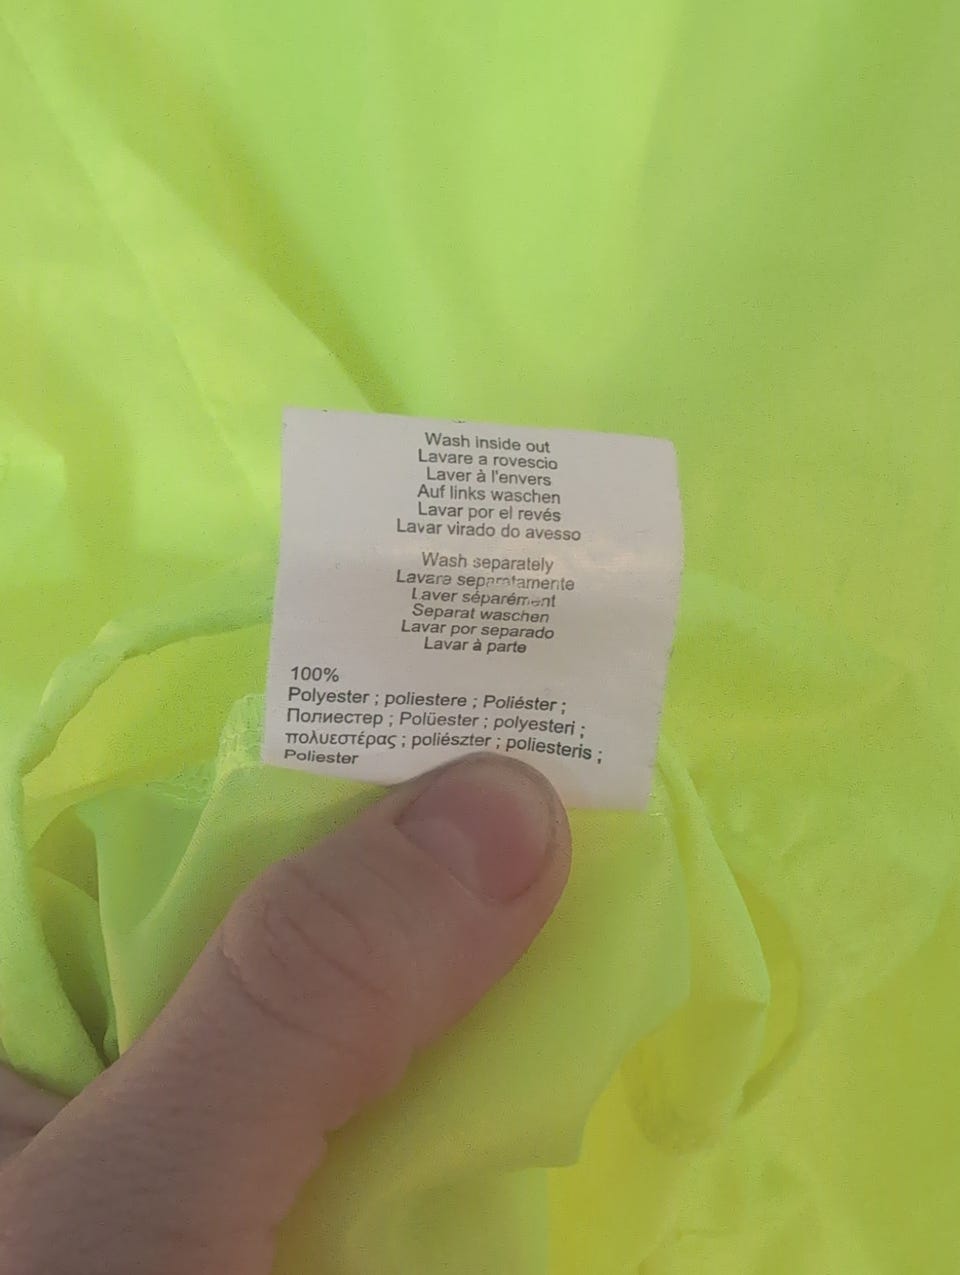 Wash inside out
Lavare a rovescio
Laver à l'envers
Auf links waschen
Lavar por el revés
Lavar virado do avesso
Wash separately
Lavare separatamente
Laver séparément
Separat waschen
Lavar por separado
Lavar à parte
100%
Polyester ; poliestere ; Poliéster ;
Полиестер ; Polüester ; polyesteri ;
πολυεστέρας ; poliészter ; poliesteris ;
Poliester